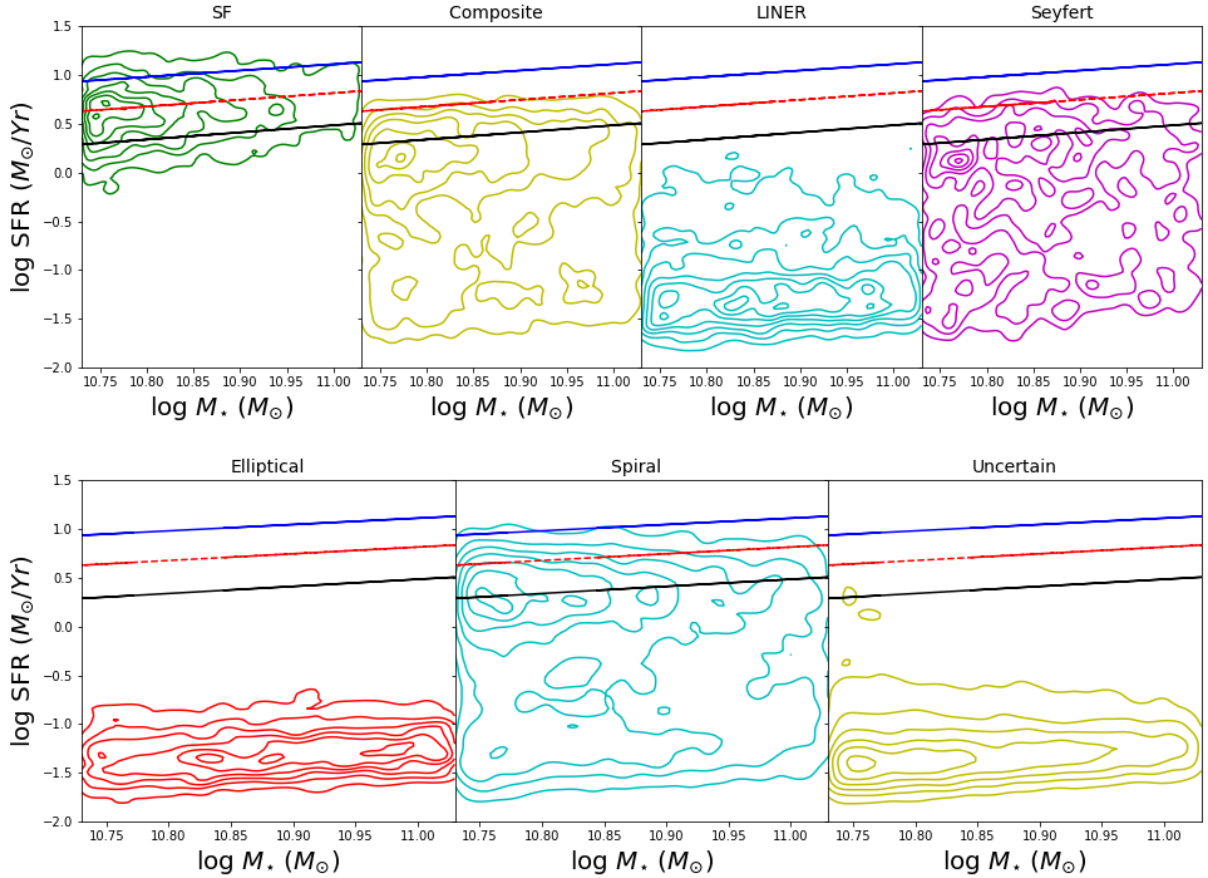 SF Composite LINER Seyfert
1.5
1.0
0.5
0.0
−0.5
−1.0
−1.5
−2.0
log SFR (M⊙/Yr)
10.75 10.80 10.85 10.90 10.95 11.00 10.75 10.80 10.85 10.90 10.95 11.00 10.75 10.80 10.85 10.90 10.95 11.00 10.75 10.80 10.85 10.90 10.95 11.00
log M⋆ (M⊙) log M⋆ (M⊙) log M⋆ (M⊙) log M⋆ (M⊙)
Elliptical Spiral Uncertain
1.5
1.0
0.5
0.0
−0.5
−1.0
−1.5
−2.0
log SFR (M⊙/Yr)
10.75 10.80 10.85 10.90 10.95 11.00 10.75 10.80 10.85 10.90 10.95 11.00 10.75 10.80 10.85 10.90 10.95 11.00
log M⋆ (M⊙) log M⋆ (M⊙) log M⋆ (M⊙)